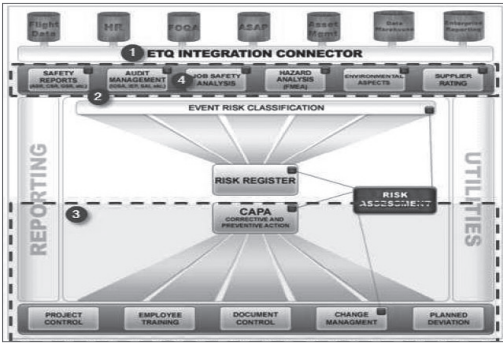 Flight Data
HR
FOQA
ASAP
Asset Mgmt
Data Warehouse
Enterprise Reporting
1 ETQ INTEGRATION CONNECTOR
SAFETY REPORTS
AUDIT MANAGEMENT
4 JOB SAFETY ANALYSIS
HAZARD ANALYSIS (FMEA)
ENVIRONMENTAL ASPECTS
SUPPLIER RATING
2
EVENT RISK CLASSIFICATION
REPORTING
UTILITIES
RISK REGISTER
RISK ASSESSMENT
3
CAPA
CORRECTIVE AND
PREVENTIVE ACTION
PROJECT CONTROL
EMPLOYEE TRAINING
DOCUMENT CONTROL
CHANGE MANAGMENT
PLANNED DEVIATION